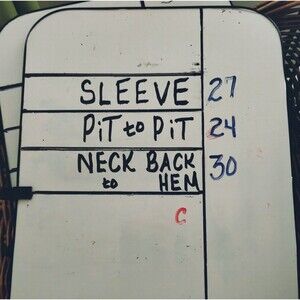 SLEEVE 27
PiT to PiT 24
NECK BACK 30
to HEM
C